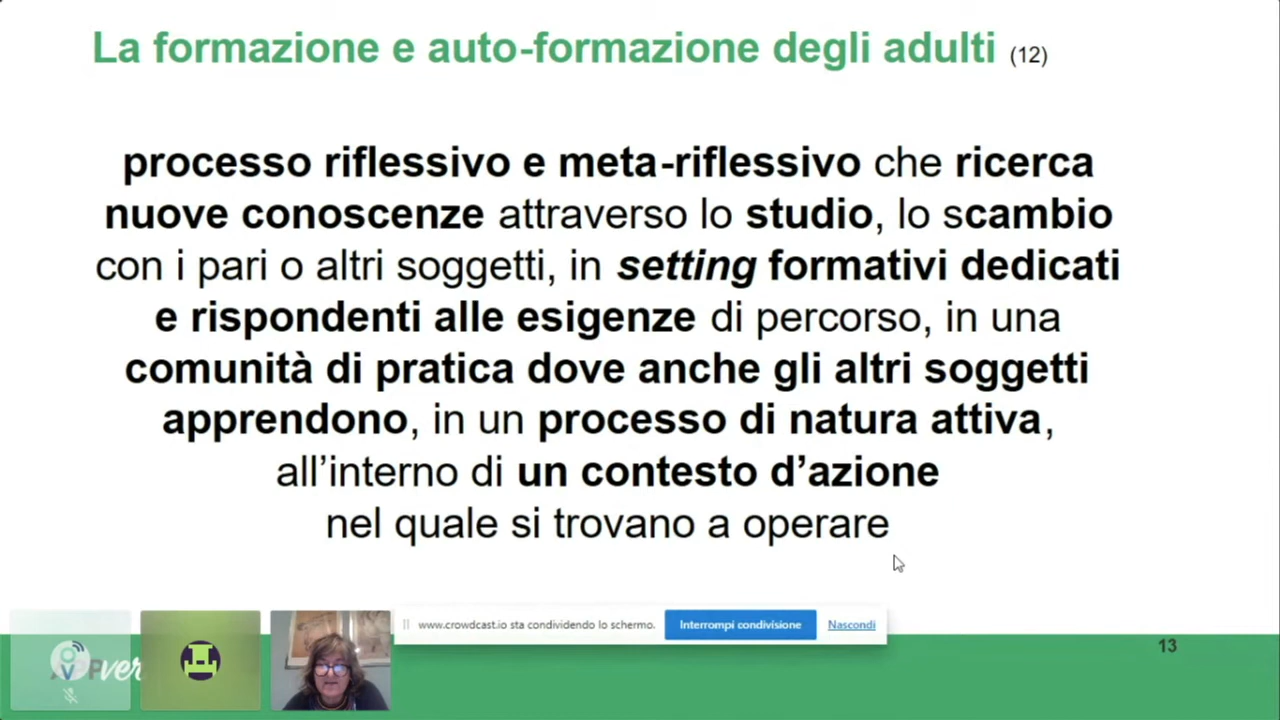 La formazione e auto-formazione degli adulti (12)
processo riflessivo e meta-riflessivo che ricerca
nuove conoscenze attraverso lo studio, lo scambio
con i pari o altri soggetti, in setting formativi dedicati
e rispondenti alle esigenze di percorso, in una
comunità di pratica dove anche gli altri soggetti
apprendono, in un processo di natura attiva,
all’interno di un contesto d’azione
nel quale si trovano a operare
www.crowdcast.io sta condividendo lo schermo. Interrompi condivisione Nascondi
13